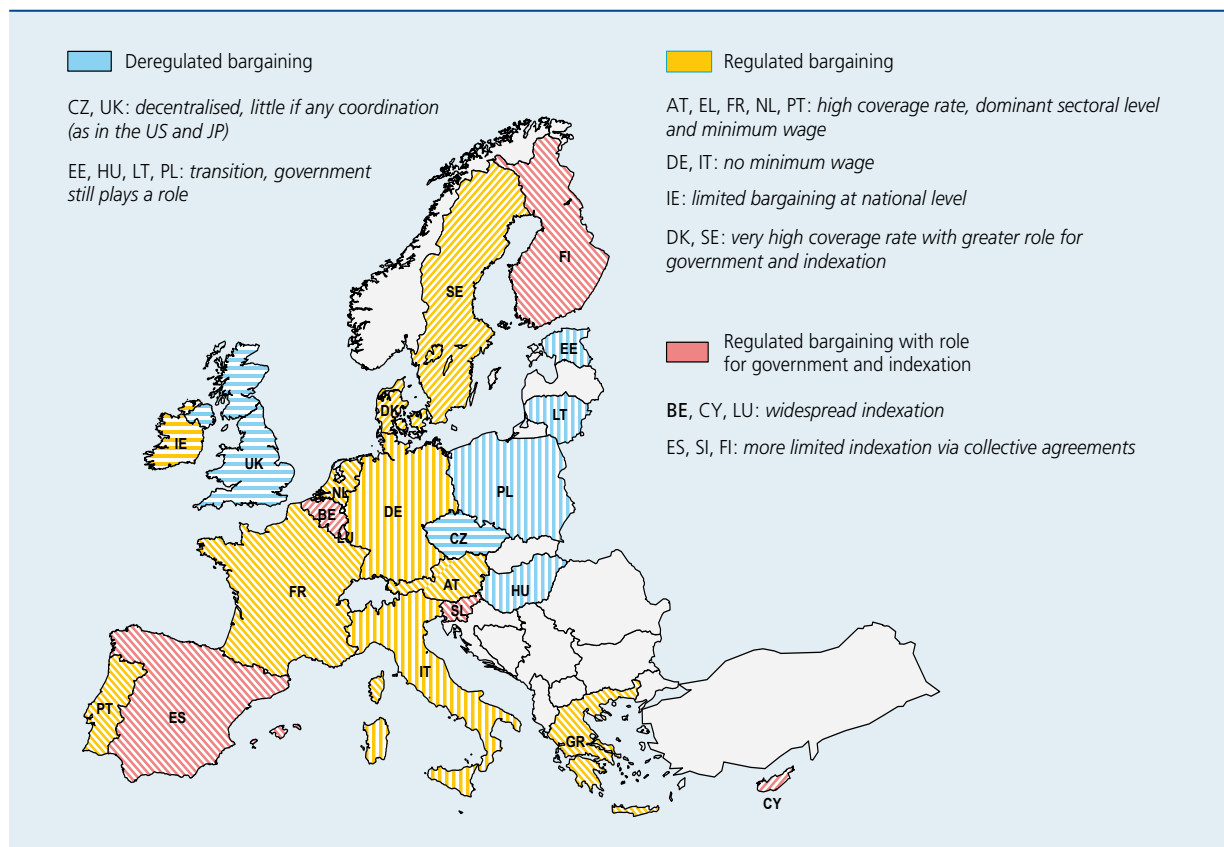 Deregulated bargaining
CZ, UK: decentralised, little if any coordination
(as in the US and JP)
EE, HU, LT, PL: transition, government
still plays a role
Regulated bargaining
AT, EL, FR, NL, PT: high coverage rate, dominant sectoral level
and minimum wage
DE, IT: no minimum wage
IE: limited bargaining at national level
DK, SE: very high coverage rate with greater role for
government and indexation
Regulated bargaining with role
for government and indexation
BE, CY, LU: widespread indexation
ES, SI, FI: more limited indexation via collective agreements
FI
SE
EE
DK
LT
IE
UK
NL
PL
BE
DE
LU
CZ
FR
AT
HU
SL
IT
PT
ES
GR
CY